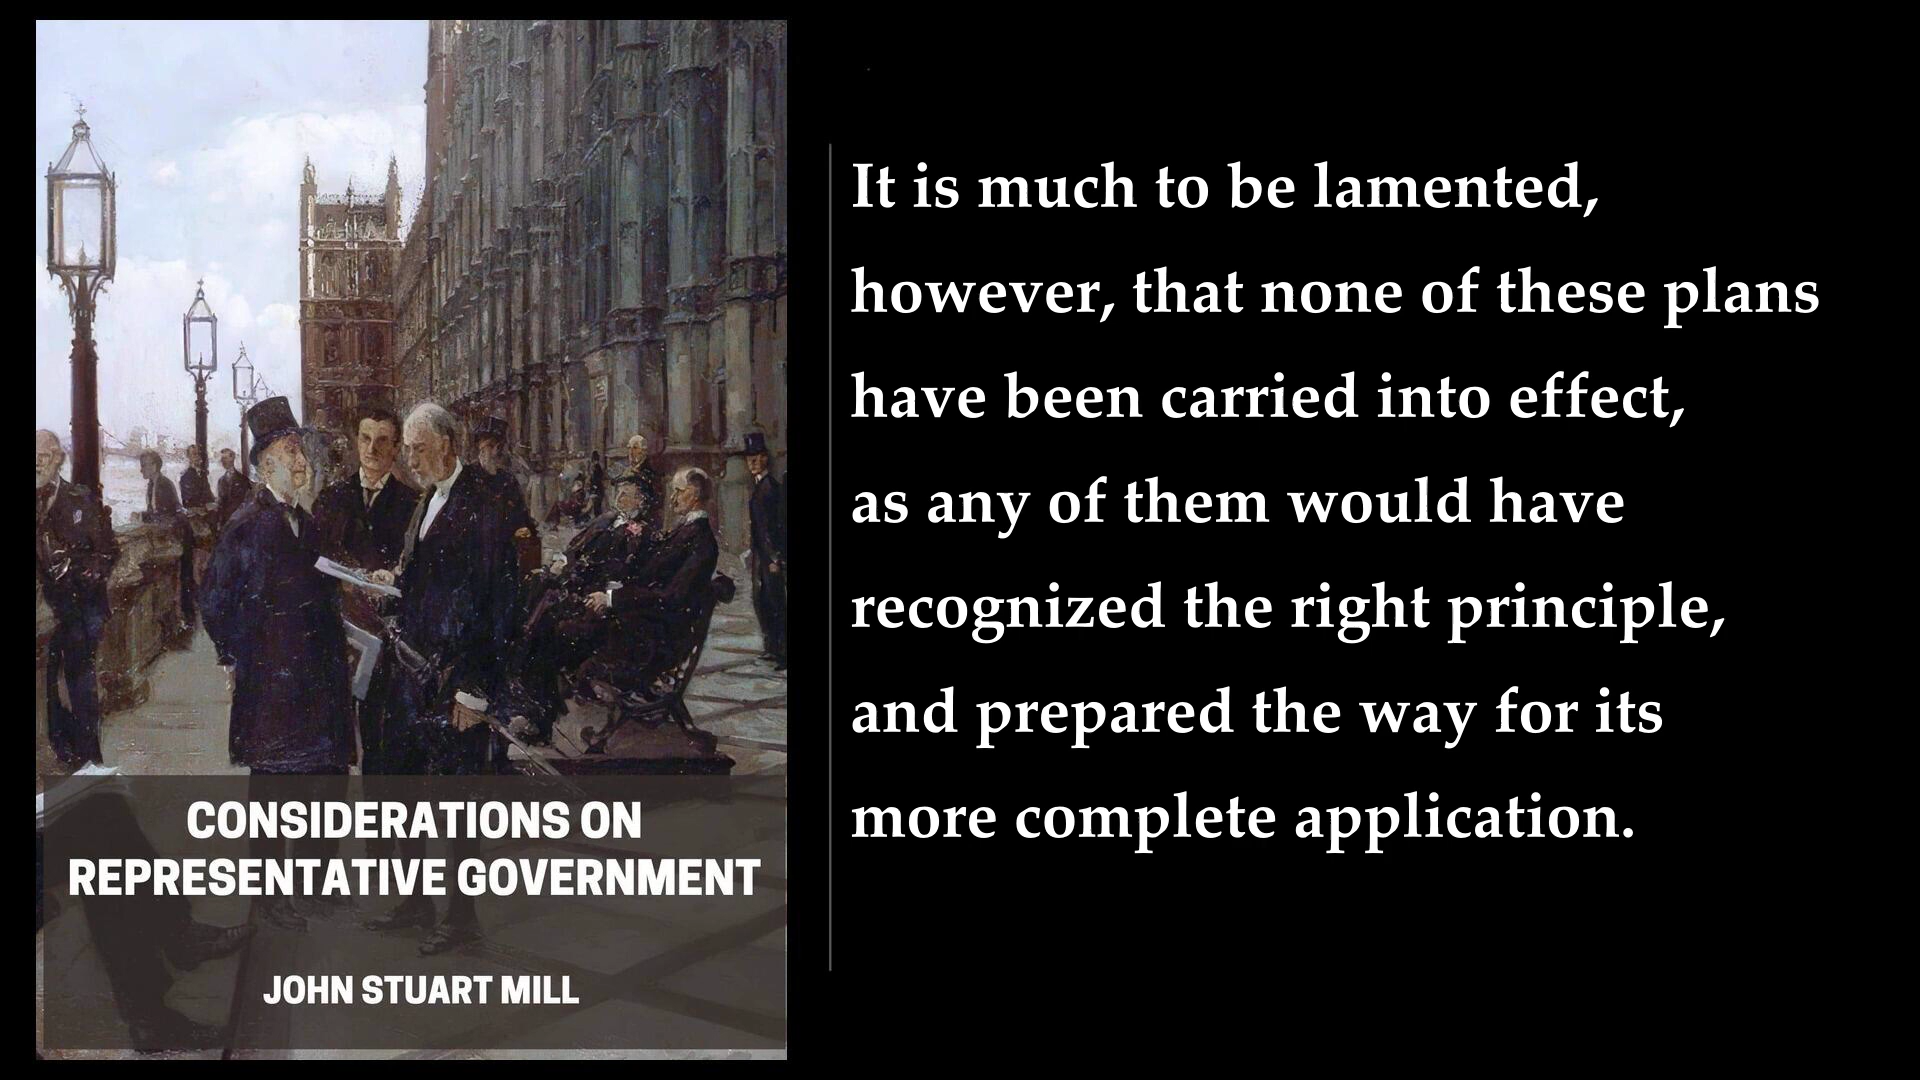 It is much to be lamented,
however, that none of these plans
have been carried into effect,
as any of them would have
recognized the right principle,
and prepared the way for its
more complete application.
CONSIDERATIONS ON
REPRESENTATIVE GOVERNMENT
JOHN STUART MILL